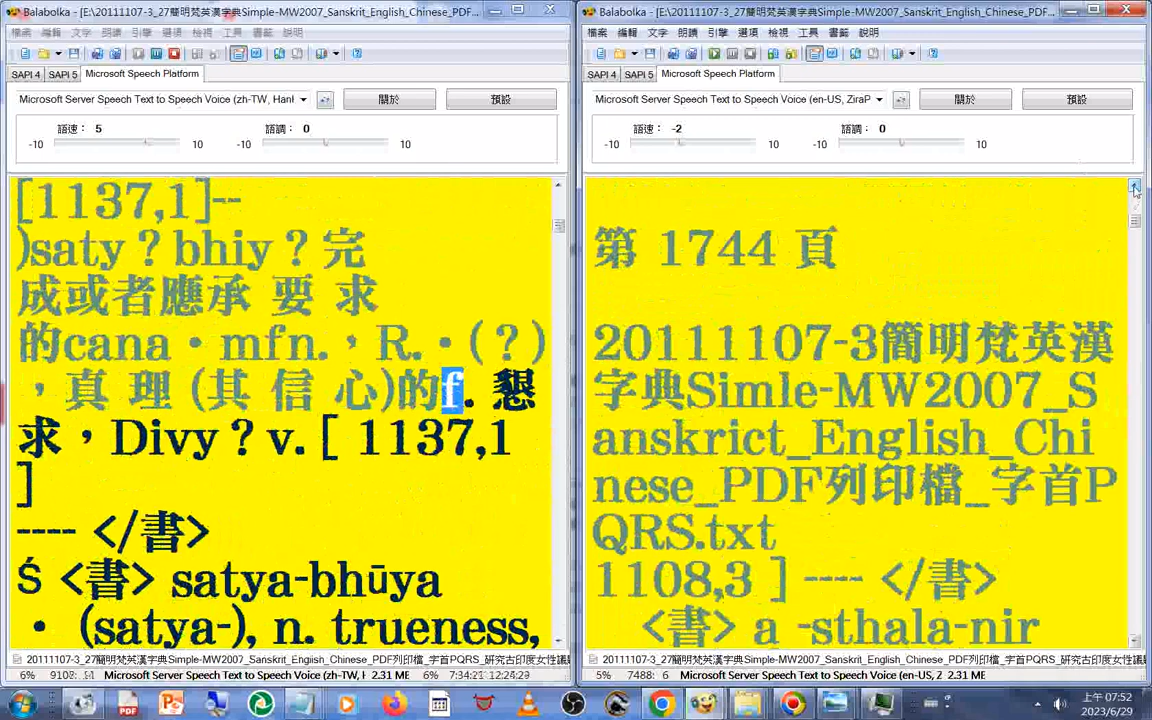 Balabolka - [E:\20111107-3_27簡明梵英漢字典Simple-MW2007_Sanskrit_English_Chinese_PDF...
檔案 編輯 文字 朗讀 引擎 選項 檢視 工具 書籤 說明
SAPI 4 SAPI 5 Microsoft Speech Platform
Microsoft Server Speech Text to Speech Voice (zh-TW, Hanl 關於 預設
語速： 5 語調： 0
-10 10 -10 10
[1137,1]--
)saty？bhiy？完
成或者應承 要 求
的cana・mfn.，R.・(？)
，真 理 (其 信 心)的f. 懇
求，Divy？v. [ 1137,1
]
---- </書>
Ś <書> satya-bhūya
・ (satya-), n. trueness,
20111107-3_27簡明梵英漢字典Simple-MW2007_Sanskrit_English_Chinese_PDF列印檔_字首PQRS_研究古印度女性議
6% 9108: Microsoft Server Speech Text to Speech Voice (zh-TW, H 2.31 ME 7:34:21 12:24:29
Balabolka - [E:\20111107-3_27簡明梵英漢字典Simple-MW2007_Sanskrit_English_Chinese_PDF...
檔案 編輯 文字 朗讀 引擎 選項 檢視 工具 書籤 說明
SAPI 4 SAPI 5 Microsoft Speech Platform
Microsoft Server Speech Text to Speech Voice (en-US, ZiraP 關於 預設
語速： -2 語調： 0
-10 10 -10 10
第 1744 頁
20111107-3簡明梵英漢
字典Simle-MW2007_S
anskrict_English_Chi
nese_PDF列印檔_字首P
QRS.txt
1108,3 ] ---- </書>
<書> a -sthala-nir
20111107-3_27簡明梵英漢字典Simple-MW2007_Sanskrit_English_Chinese_PDF列印檔_字首PQRS_研究古印度女性議
5% 7488: 6 Microsoft Server Speech Text to Speech Voice (en-US, Z 2.31 ME
上午 07:52
2023/6/29